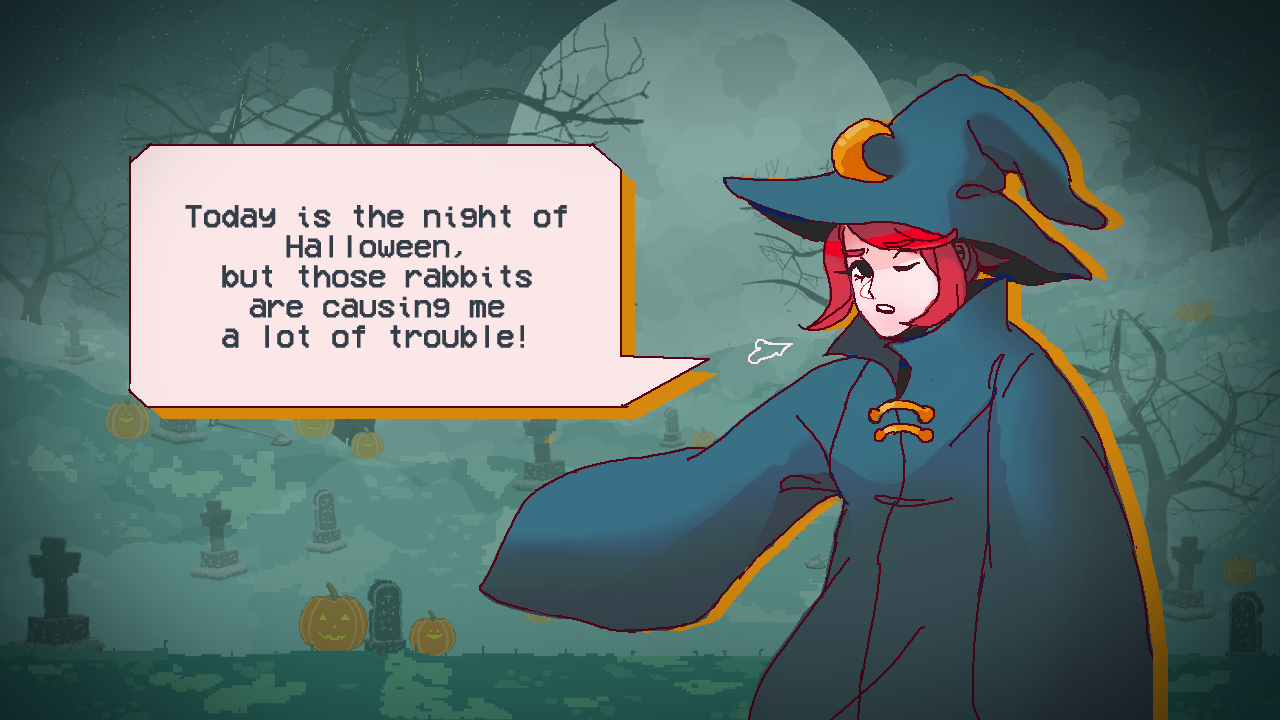 Today is the night of
Halloween,
but those rabbits
are causing me
a lot of trouble!